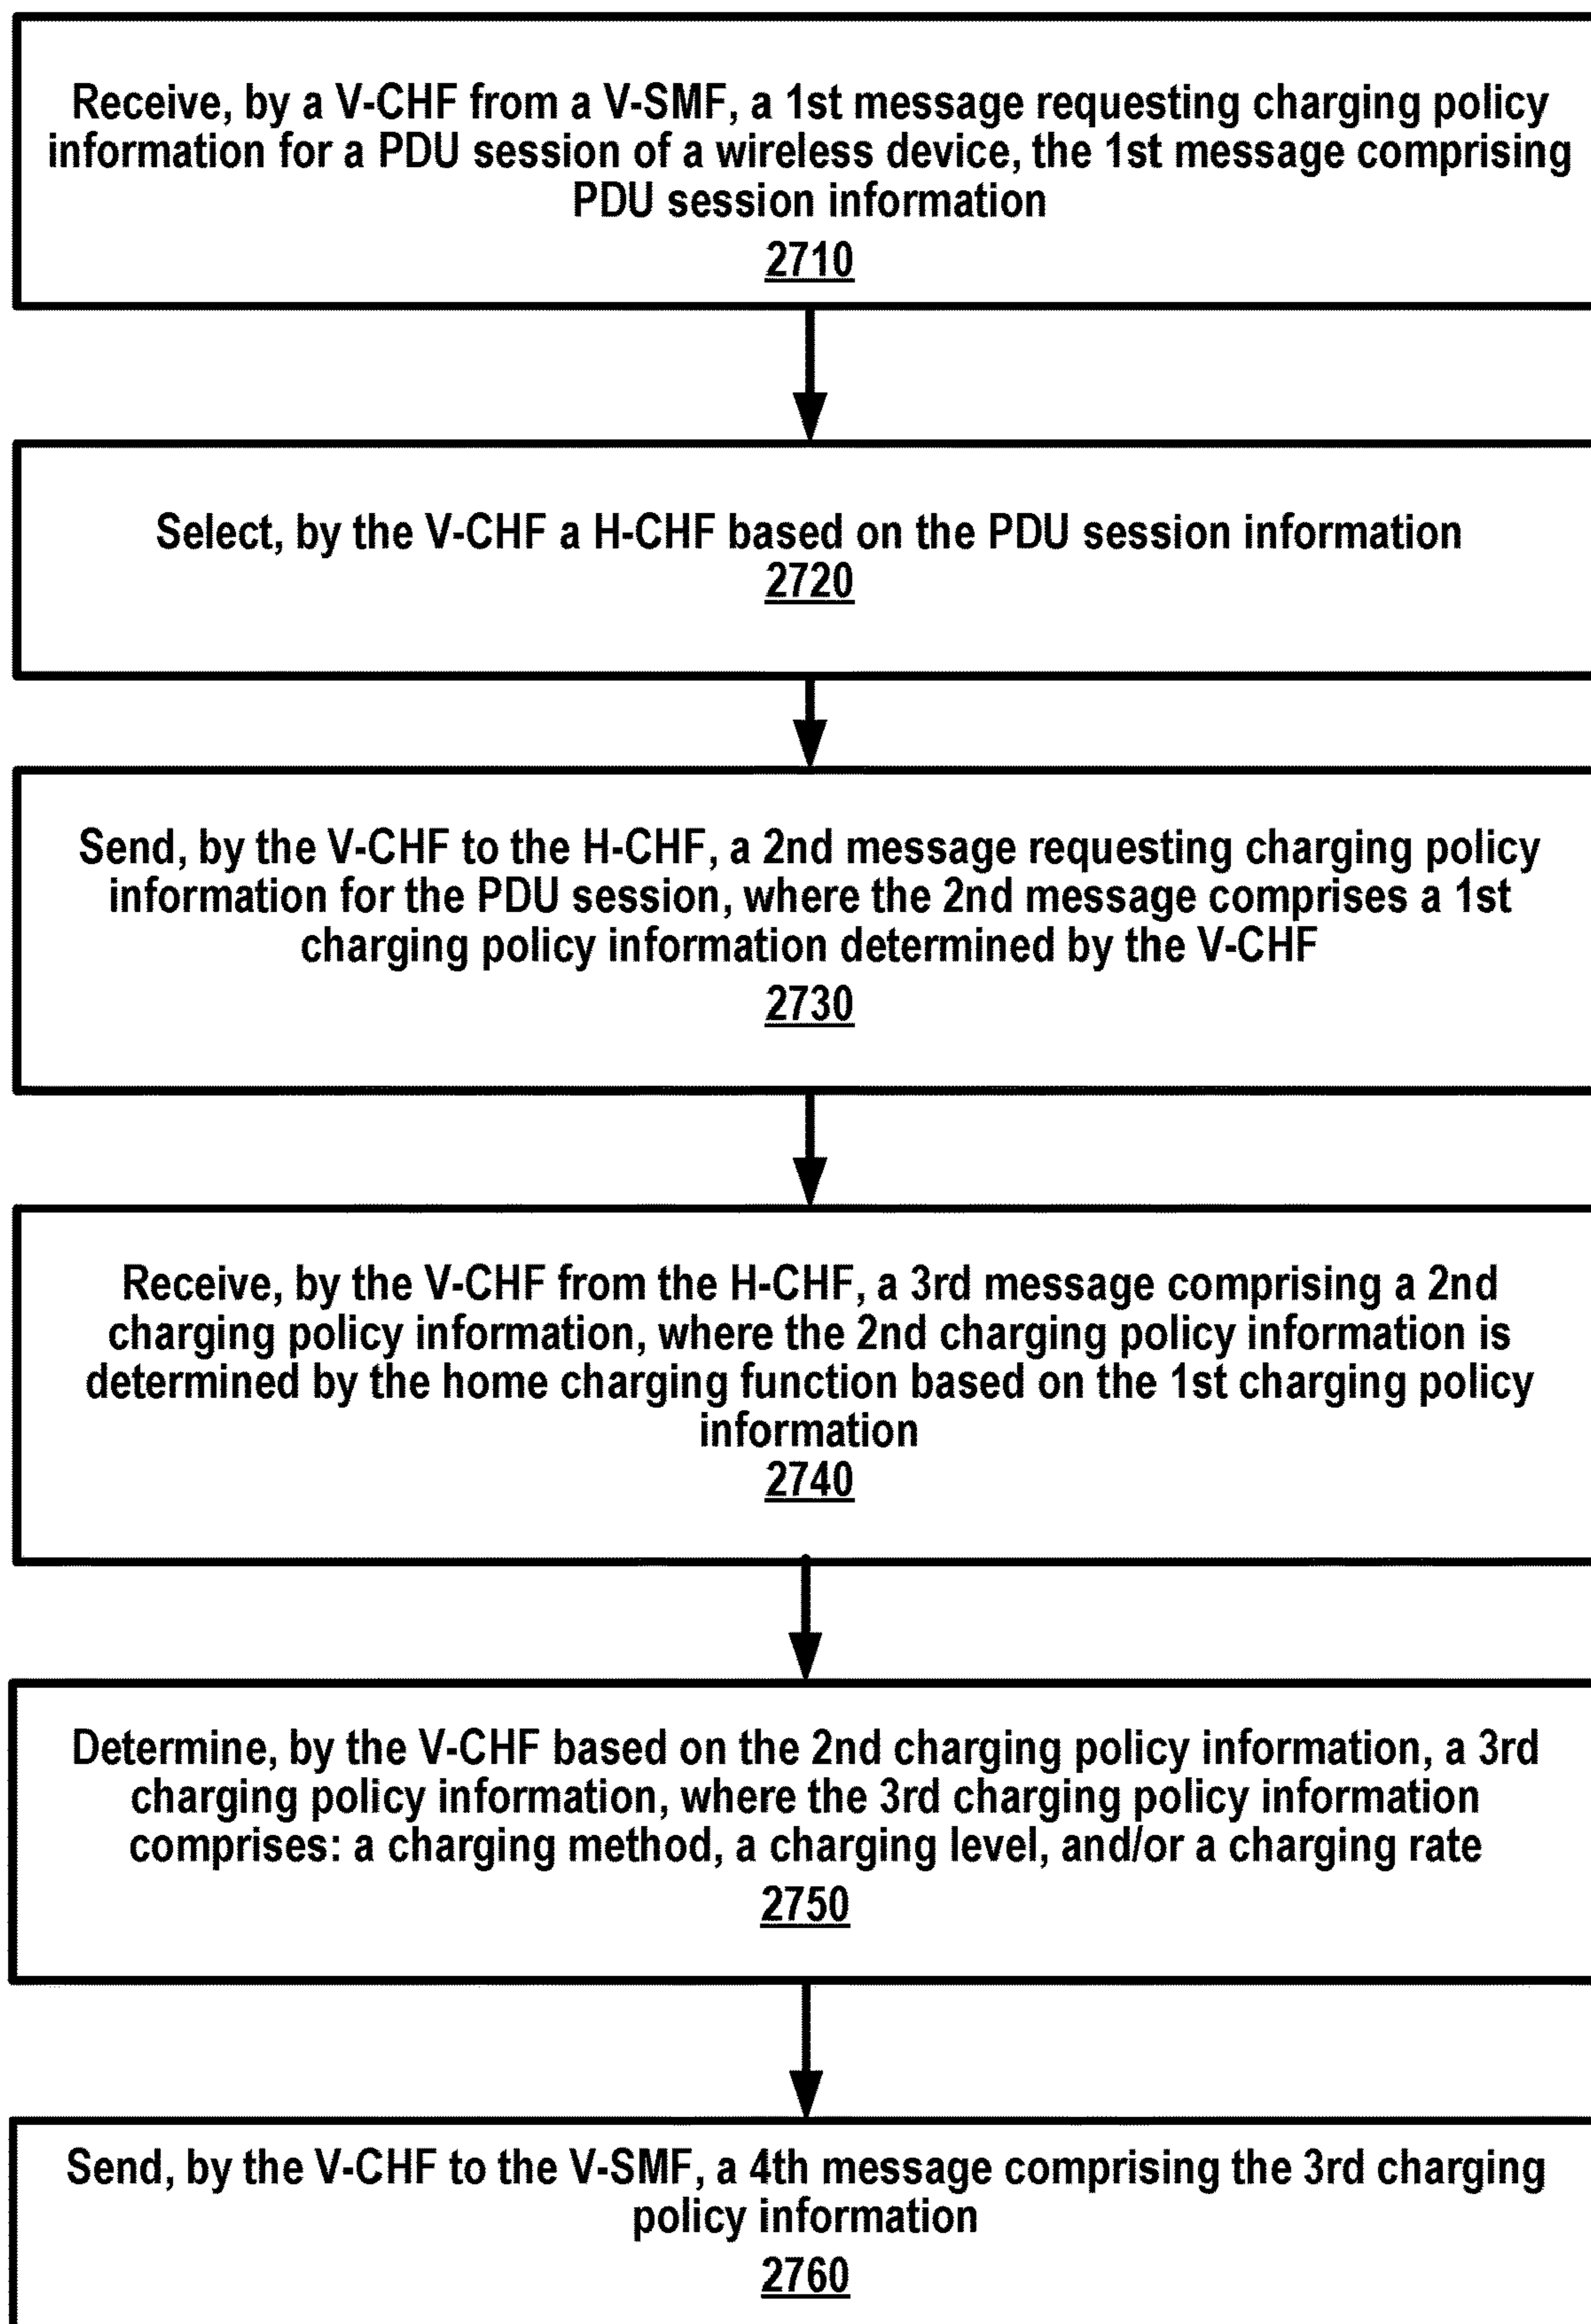 Receive, by a V-CHF from a V-SMF, a 1st message requesting charging policy
information for a PDU session of a wireless device, the 1st message comprising
PDU session information
2710
Select, by the V-CHF a H-CHF based on the PDU session information
2720
Send, by the V-CHF to the H-CHF, a 2nd message requesting charging policy
information for the PDU session, where the 2nd message comprises a 1st
charging policy information determined by the V-CHF
2730
Receive, by the V-CHF from the H-CHF, a 3rd message comprising a 2nd
charging policy information, where the 2nd charging policy information is
determined by the home charging function based on the 1st charging policy
information
2740
Determine, by the V-CHF based on the 2nd charging policy information, a 3rd
charging policy information, where the 3rd charging policy information
comprises: a charging method, a charging level, and/or a charging rate
2750
Send, by the V-CHF to the V-SMF, a 4th message comprising the 3rd charging
policy information
2760